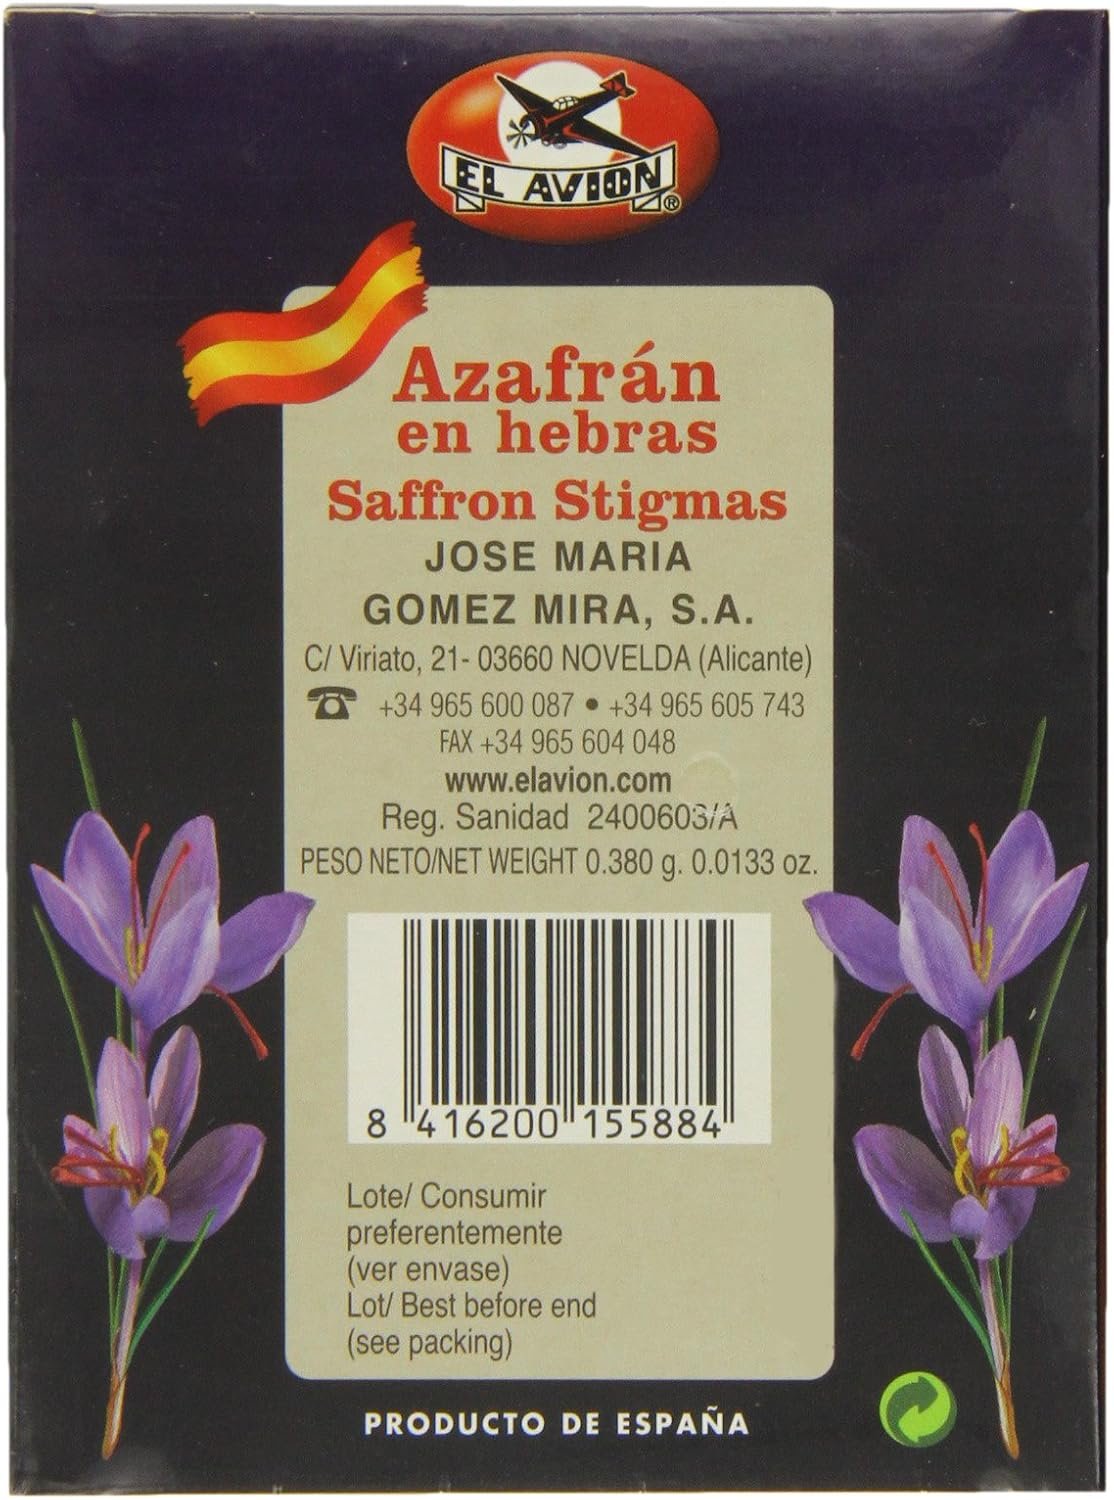 EL AVION ®
Azafrán
en hebras
Saffron Stigmas
JOSE MARIA
GOMEZ MIRA, S.A.
C/ Viriato, 21- 03660 NOVELDA (Alicante)
☎ +34 965 600 087 • +34 965 605 743
FAX +34 965 604 048
www.elavion.com
Reg. Sanidad 2400603/A
PESO NETO/NET WEIGHT 0.380 g. 0.0133 oz.
8 416200 155884
Lote/ Consumir
preferentemente
(ver envase)
Lot/ Best before end
(see packing)
PRODUCTO DE ESPAÑA